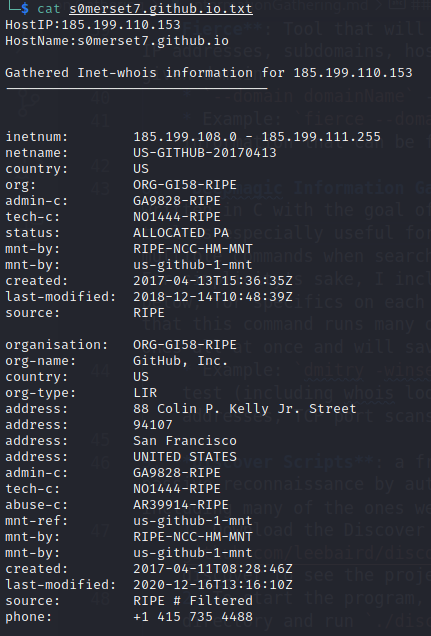 $ cat s0merset7.github.io.txt
HostIP:185.199.110.153
HostName:s0merset7.github.io
Gathered Inet-whois information for 185.199.110.153
---------------------------------
inetnum: 185.199.108.0 - 185.199.111.255
netname: US-GITHUB-20170413
country: US
org: ORG-GI58-RIPE
admin-c: GA9828-RIPE
tech-c: NO1444-RIPE
status: ALLOCATED PA
mnt-by: RIPE-NCC-HM-MNT
mnt-by: us-github-1-mnt
created: 2017-04-13T15:36:35Z
last-modified: 2018-12-14T10:48:39Z
source: RIPE
organisation: ORG-GI58-RIPE
org-name: GitHub, Inc.
country: US
org-type: LIR
address: 88 Colin P. Kelly Jr. Street
address: 94107
address: San Francisco
address: UNITED STATES
admin-c: GA9828-RIPE
tech-c: NO1444-RIPE
abuse-c: AR39914-RIPE
mnt-ref: us-github-1-mnt
mnt-by: RIPE-NCC-HM-MNT
mnt-by: us-github-1-mnt
created: 2017-04-11T08:28:46Z
last-modified: 2020-12-16T13:16:10Z
source: RIPE # Filtered
phone: +1 415 735 4488